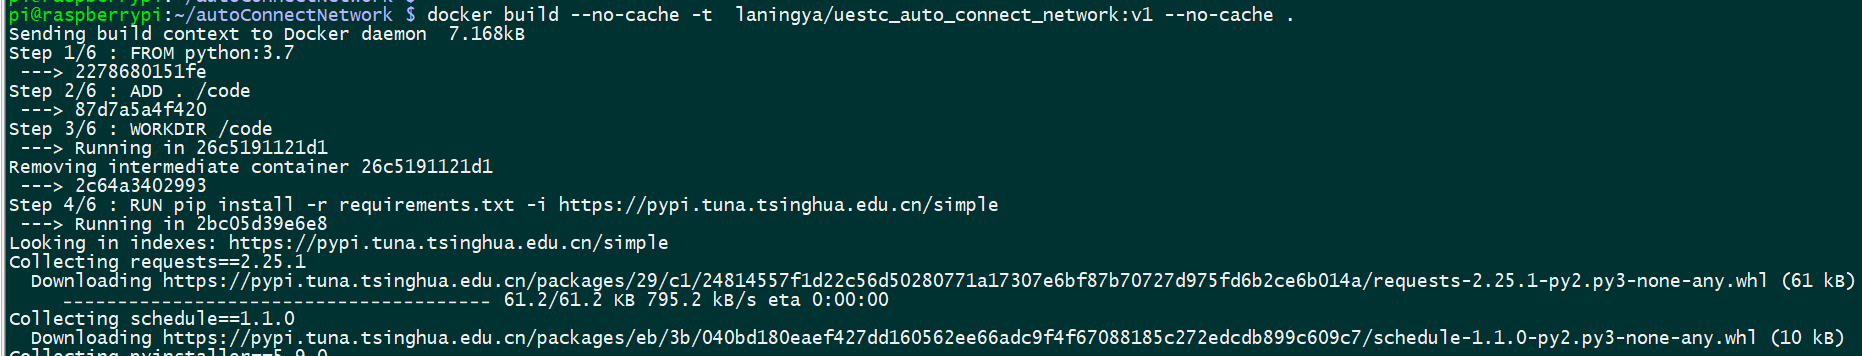 pi@raspberrypi:~/autoConnectNetwork $ docker build --no-cache -t  laningya/uestc_auto_connect_network:v1 --no-cache .
Sending build context to Docker daemon  7.168kB
Step 1/6 : FROM python:3.7
 ---> 2278680151fe
Step 2/6 : ADD . /code
 ---> 87d7a5a4f420
Step 3/6 : WORKDIR /code
 ---> Running in 26c5191121d1
Removing intermediate container 26c5191121d1
 ---> 2c64a3402993
Step 4/6 : RUN pip install -r requirements.txt -i https://pypi.tuna.tsinghua.edu.cn/simple
 ---> Running in 2bc05d39e6e8
Looking in indexes: https://pypi.tuna.tsinghua.edu.cn/simple
Collecting requests==2.25.1
  Downloading https://pypi.tuna.tsinghua.edu.cn/packages/29/c1/24814557f1d22c56d50280771a17307e6bf87b70727d975fd6b2ce6b014a/requests-2.25.1-py2.py3-none-any.whl (61 kB)
     ---------------------------------------- 61.2/61.2 KB 795.2 kB/s eta 0:00:00
Collecting schedule==1.1.0
  Downloading https://pypi.tuna.tsinghua.edu.cn/packages/eb/3b/040bd180eaef427dd160562ee66adc9f4f67088185c272edcdb899c609c7/schedule-1.1.0-py2.py3-none-any.whl (10 kB)
Collecting pyinstaller==5.9.0